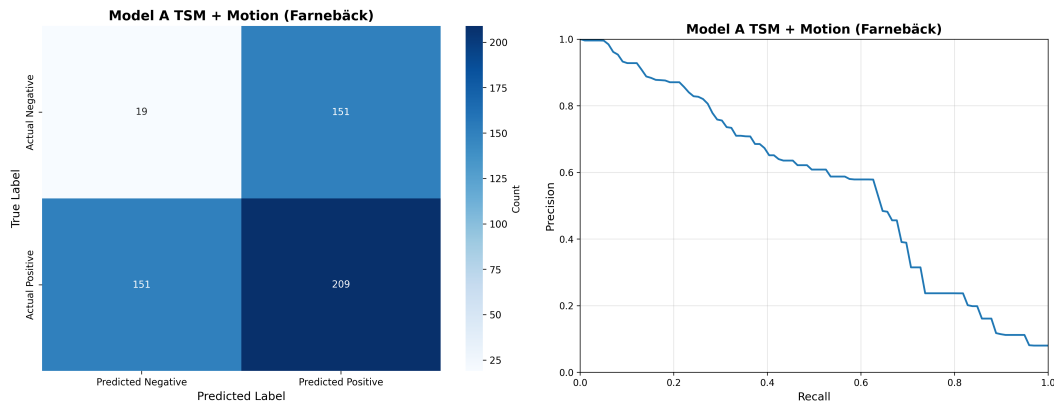 Model A TSM + Motion (Farnebäck)
True Label
Actual Negative
Actual Positive
19
151
151
209
Predicted Negative
Predicted Positive
Predicted Label
200
175
150
125
100
75
50
25
Count
Model A TSM + Motion (Farnebäck)
Precision
1.0
0.8
0.6
0.4
0.2
0.0
0.0
0.2
0.4
0.6
0.8
1.0
Recall